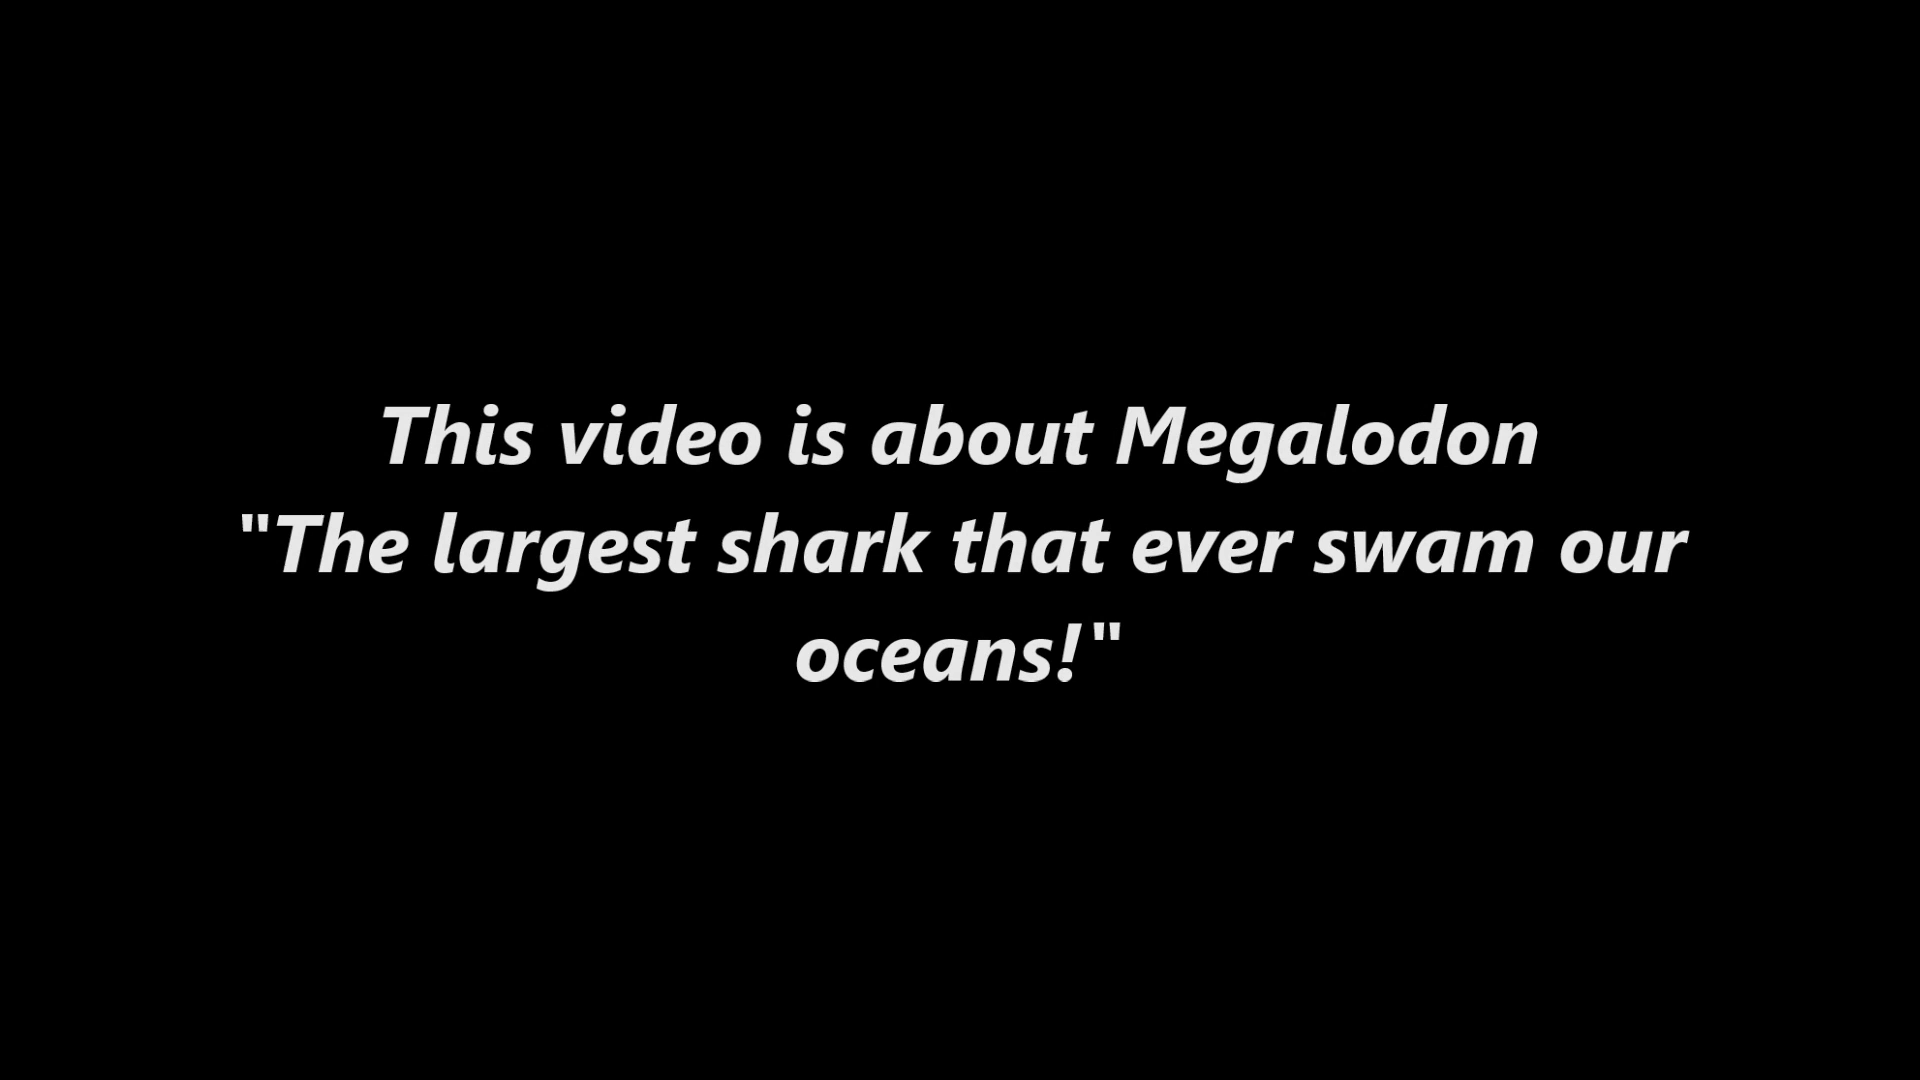 This video is about Megalodon
"The largest shark that ever swam our
oceans!"